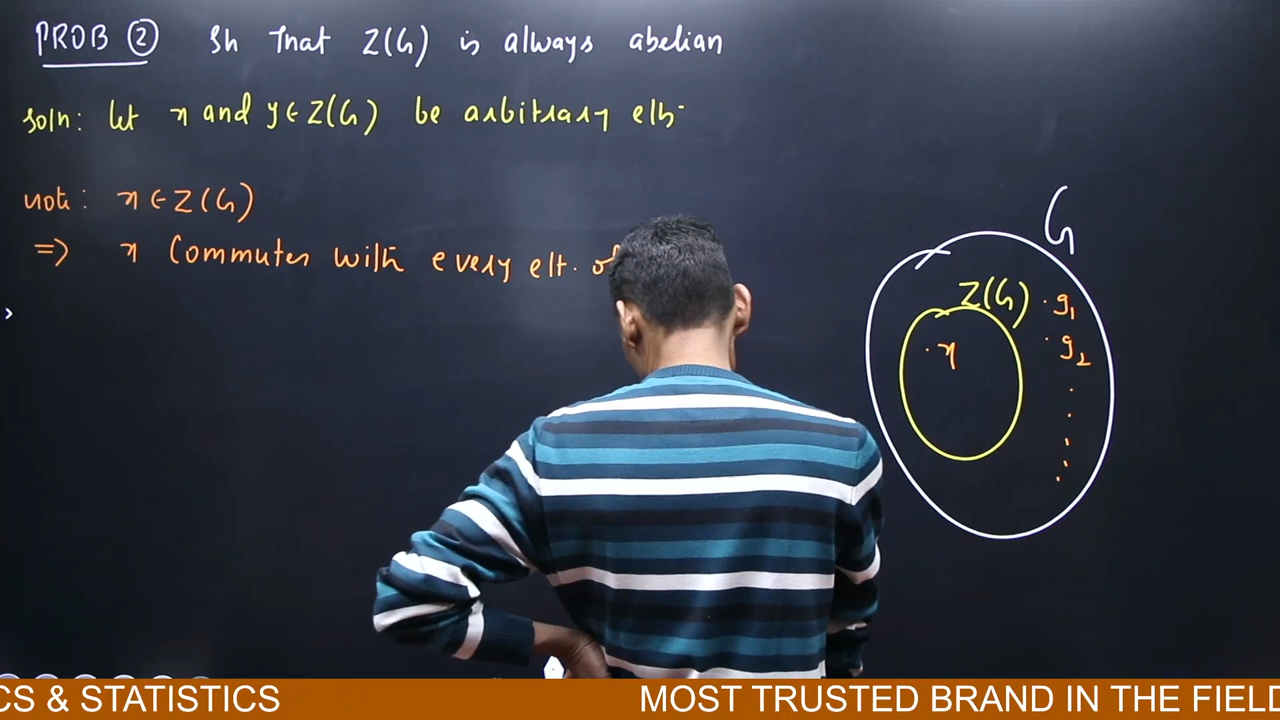 PROB ② Sh That Z(G) is always abelian
Soln: Let x and y ∈ Z(G) be arbitrary elts
note: x ∈ Z(G)
=> x Commutes with every elt. of
G
Z(G)
. g₁
. x
. g₂
CS & STATISTICS MOST TRUSTED BRAND IN THE FIELD